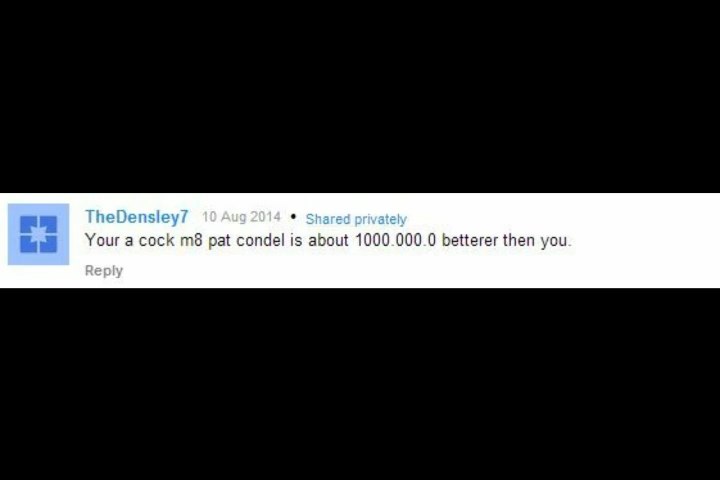 TheDensley7 10 Aug 2014 • Shared privately
Your a cock m8 pat condel is about 1000.000.0 betterer then you.
Reply